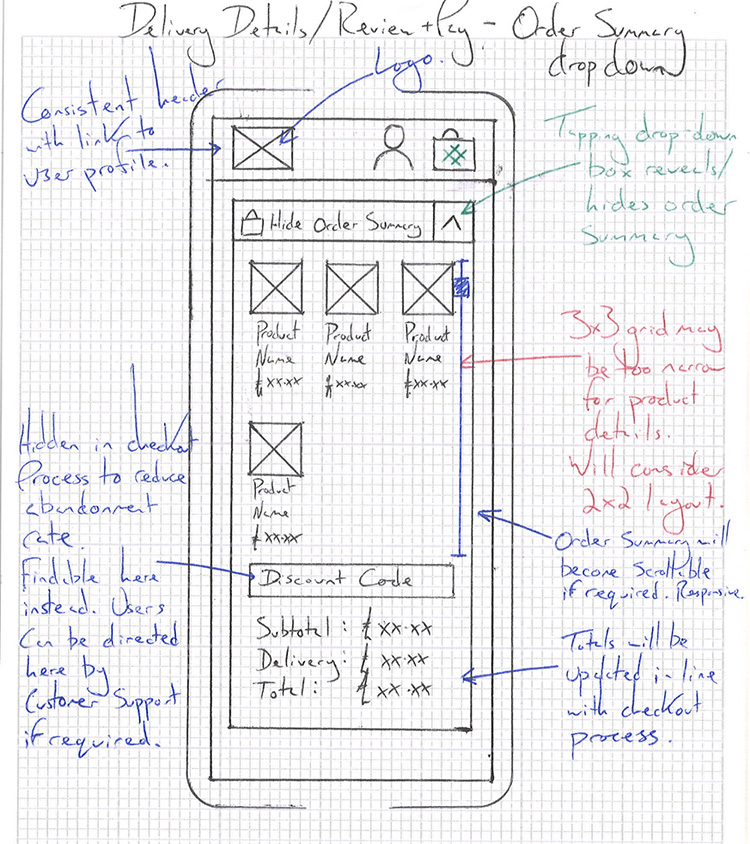 Delivery Details/Review + Pay - Order Summary
dropdown
Logo.
Consistent header
with link to
user profile.
Tapping drop-down
box reveals/
hides order
summary
Hide Order Summary
Product
Name
£xx.xx
Product
Name
£xx.xx
Product
Name
£xx.xx
3x3 grid may
be too narrow
for product
details.
Will consider
2x2 layout.
Product
Name
£xx.xx
Hidden in checkout
Process to reduce
abandonment
rate.
Findable here
instead. Users
Can be directed
here by
Customer Support
if required.
Order Summary will
become Scrollable
if required. Responsive.
Discount Code
Subtotal: £xx.xx
Delivery: £xx.xx
Total: £xx.xx
Totals will be
updated in-line
with checkout
process.